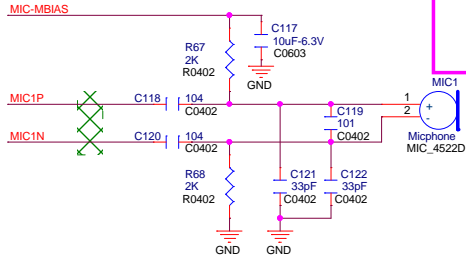 MIC-MBIAS
C117
10uF-6.3V
C0603
R67
2K
R0402
GND
MIC1
MIC1P
C118
104
C0402
1
+
C119
101
C0402
2
-
MIC1N
C120
104
C0402
Micphone
MIC_4522D
R68
2K
R0402
C121
33pF
C0402
C122
33pF
C0402
GND
GND